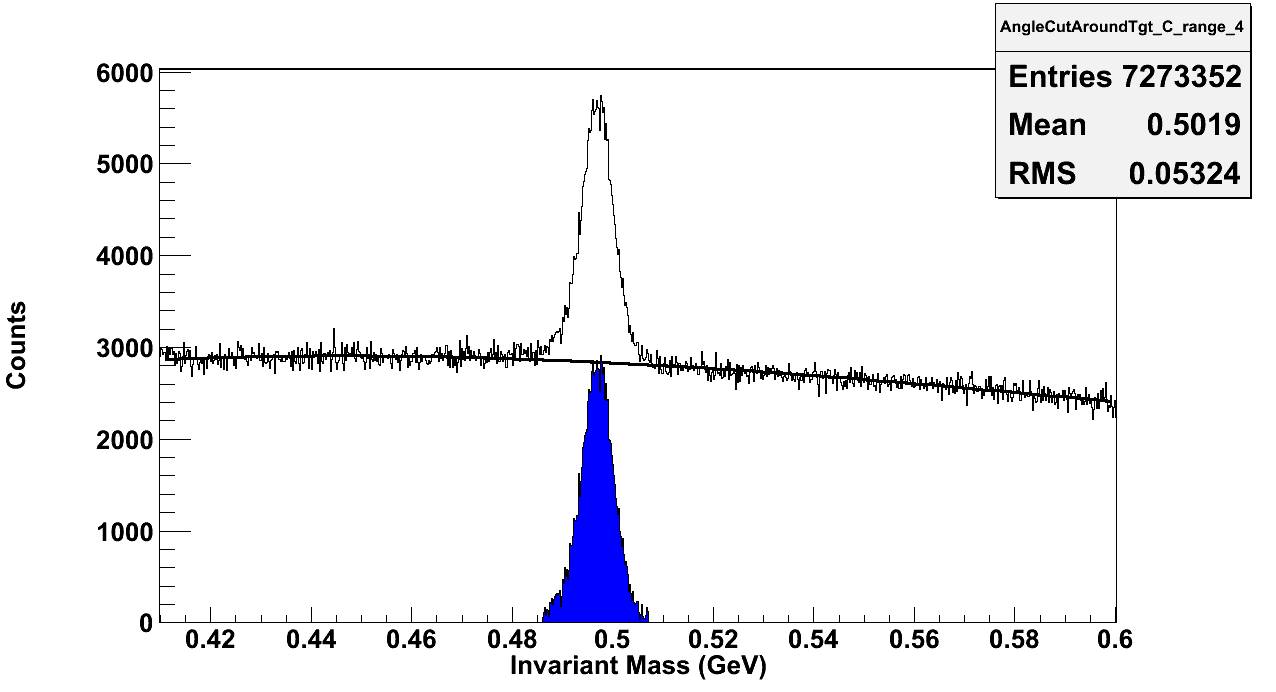 AngleCutAroundTgt_C_range_4
Entries 7273352
Mean 0.5019
RMS 0.05324
6000
5000
4000
3000
2000
1000
0
Counts
0.42 0.44 0.46 0.48 0.5 0.52 0.54 0.56 0.58 0.6
Invariant Mass (GeV)